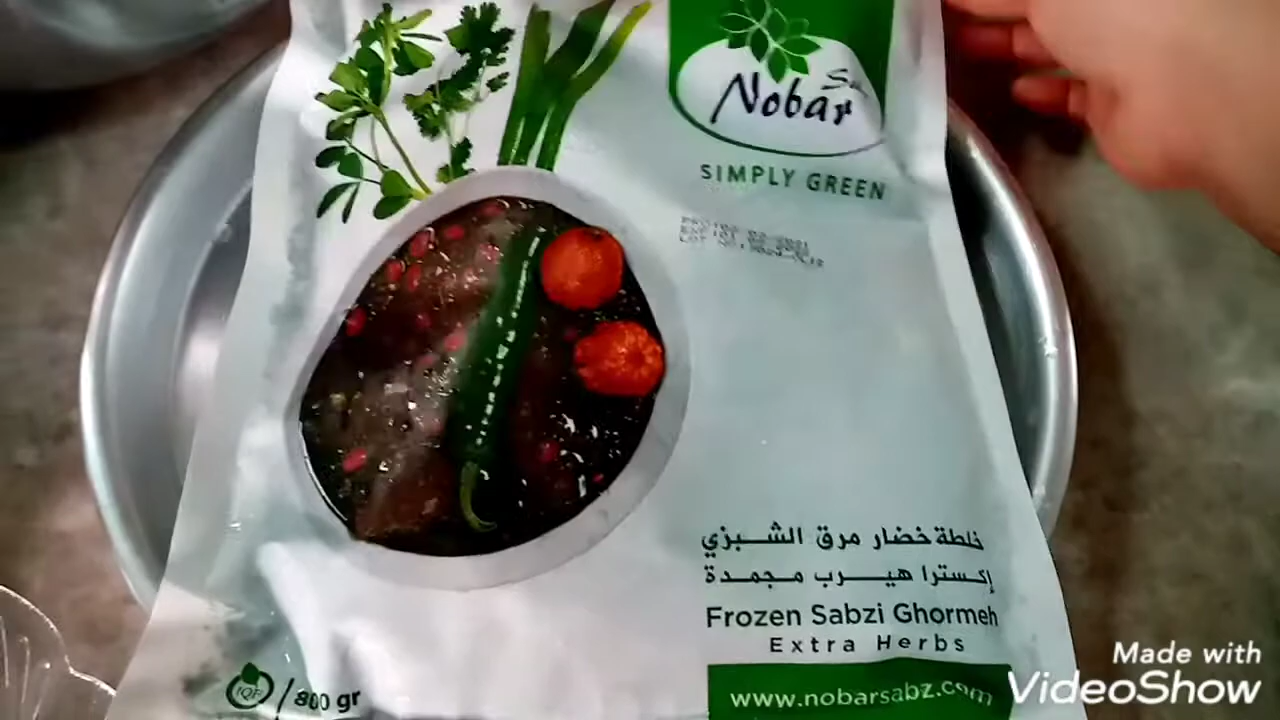 Nobar
SIMPLY GREEN
خلطة خضار مرق الشبزي
إكسترا هيرب مجمدة
Frozen Sabzi Ghormeh
Extra Herbs
IQF / 800 gr
www.nobarsabz.com
Made with
VideoShow